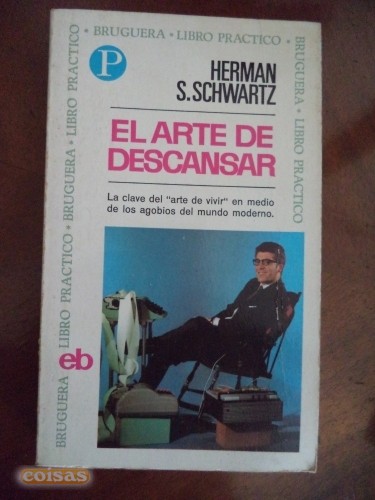 BRUGUERA · LIBRO PRACTICO ·
BRUGUERA · LIBRO PRACTICO
BRUGUERA · LIBRO PRACTICO · BRUGUERA · LIBRO PRACTICO ·
P
HERMAN
S. SCHWARTZ
EL ARTE DE
DESCANSAR
La clave del "arte de vivir" en medio
de los agobios del mundo moderno.
eb
coisas